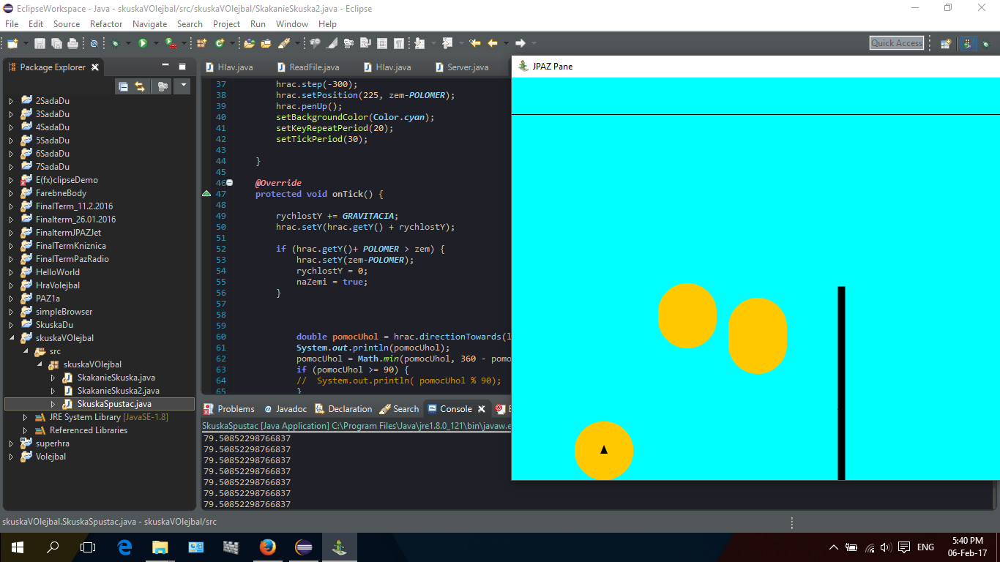 EclipseWorkspace - Java - skuskaVOlejbal/src/skuskaVOlejbal/SkakanieSkuska2.java - Eclipse
File Edit Source Refactor Navigate Search Project Run Window Help
Quick Access
Package Explorer
Hlav.java ReadFile.java Hlav.java Server.java
JPAZ Pane
2SadaDu
3SadaDu
4SadaDu
5SadaDu
6SadaDu
7SadaDu
E(fx)clipseDemo
FarebneBody
FinalTerm_11.2.2016
Finalterm_26.01.2016
FinaltermJPAZJet
FinalTermKniznica
FinalTermPazRadio
HelloWorld
HraVolejbal
PAZ1a
simpleBrowser
SkuskaDu
skuskaVOlejbal
src
skuskaVOlejbal
SkakanieSkuska.java
SkakanieSkuska2.java
SkuskaSpustac.java
JRE System Library [JavaSE-1.8]
Referenced Libraries
superhra
Volejbal
37 hrac.step(-300);
38 hrac.setPosition(225, zem-POLOMER);
39 hrac.penUp();
40 setBackgroundColor(Color.cyan);
41 setKeyRepeatPeriod(20);
42 setTickPeriod(30);
43
44 }
45
46 @Override
47 protected void onTick() {
48
49 rychlostY += GRAVITACIA;
50 hrac.setY(hrac.getY() + rychlostY);
51
52 if (hrac.getY()+ POLOMER > zem) {
53 hrac.setY(zem-POLOMER);
54 rychlostY = 0;
55 naZemi = true;
56 }
57
58
59
60 double pomocUhol = hrac.directionTowards(l
61 System.out.println(pomocUhol);
62 pomocUhol = Math.min(pomocUhol, 360 - pomo
63 if (pomocUhol >= 90) {
64 // System.out.println( pomocUhol % 90);
65 }
Problems Javadoc Declaration Search Console
SkuskaSpustac [Java Application] C:\Program Files\Java\jre1.8.0_121\bin\javaw.e
79.50852298766837
79.50852298766837
79.50852298766837
79.50852298766837
79.50852298766837
79.50852298766837
79.50852298766837
skuskaVOlejbal.SkuskaSpustac.java - skuskaVOlejbal/src
ENG
5:40 PM
06-Feb-17